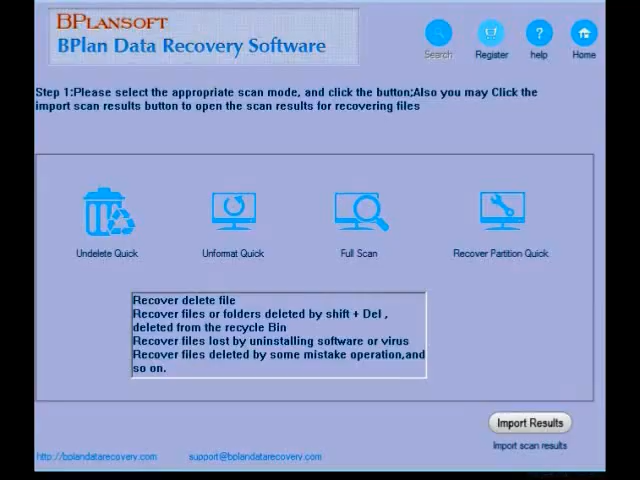 BPLANSOFT
BPlan Data Recovery Software
Search
Register
help
Home
Step 1:Please select the appropriate scan mode, and click the button;Also you may Click the
import scan results button to open the scan results for recovering files
Undelete Quick
Unformat Quick
Full Scan
Recover Partition Quick
Recover delete file
Recover files or folders deleted by shift + Del ,
deleted from the recycle Bin
Recover files lost by uninstalling software or virus
Recover files deleted by some mistake operation,and
so on.
Import Results
Import scan results
http://bplandatarecovery.com
support@bplandatarecovery.com